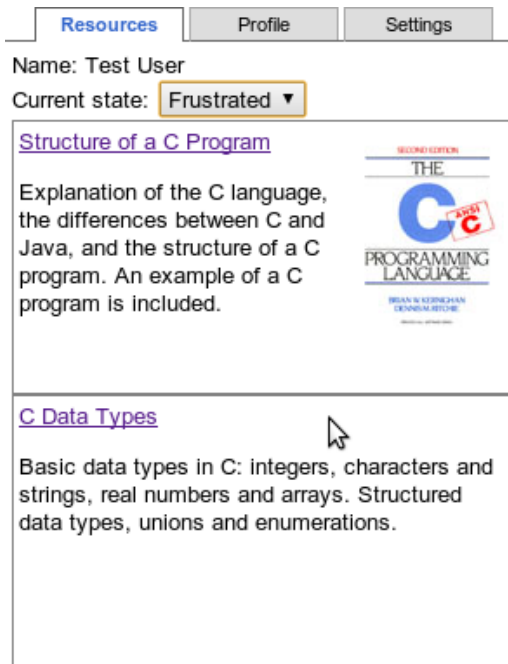 Resources Profile Settings
Name: Test User
Current state: Frustrated
Structure of a C Program
Explanation of the C language,
the differences between C and
Java, and the structure of a C
program. An example of a C
program is included.
SECOND EDITION
THE
C
ANSI
C
PROGRAMMING
LANGUAGE
BRIAN W. KERNIGHAN
DENNIS M. RITCHIE
C Data Types
Basic data types in C: integers, characters and
strings, real numbers and arrays. Structured
data types, unions and enumerations.